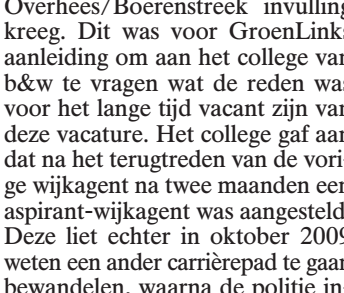 Overhees/Boerenstreek invulling
kreeg. Dit was voor GroenLinks
aanleiding om aan het college van
b&w te vragen wat de reden was
voor het lange tijd vacant zijn van
deze vacature. Het college gaf aan
dat na het terugtreden van de vori-
ge wijkagent na twee maanden een
aspirant-wijkagent was aangesteld.
Deze liet echter in oktober 2009
weten een ander carrièrepad te gaan
bewandelen, waarna de politie in-